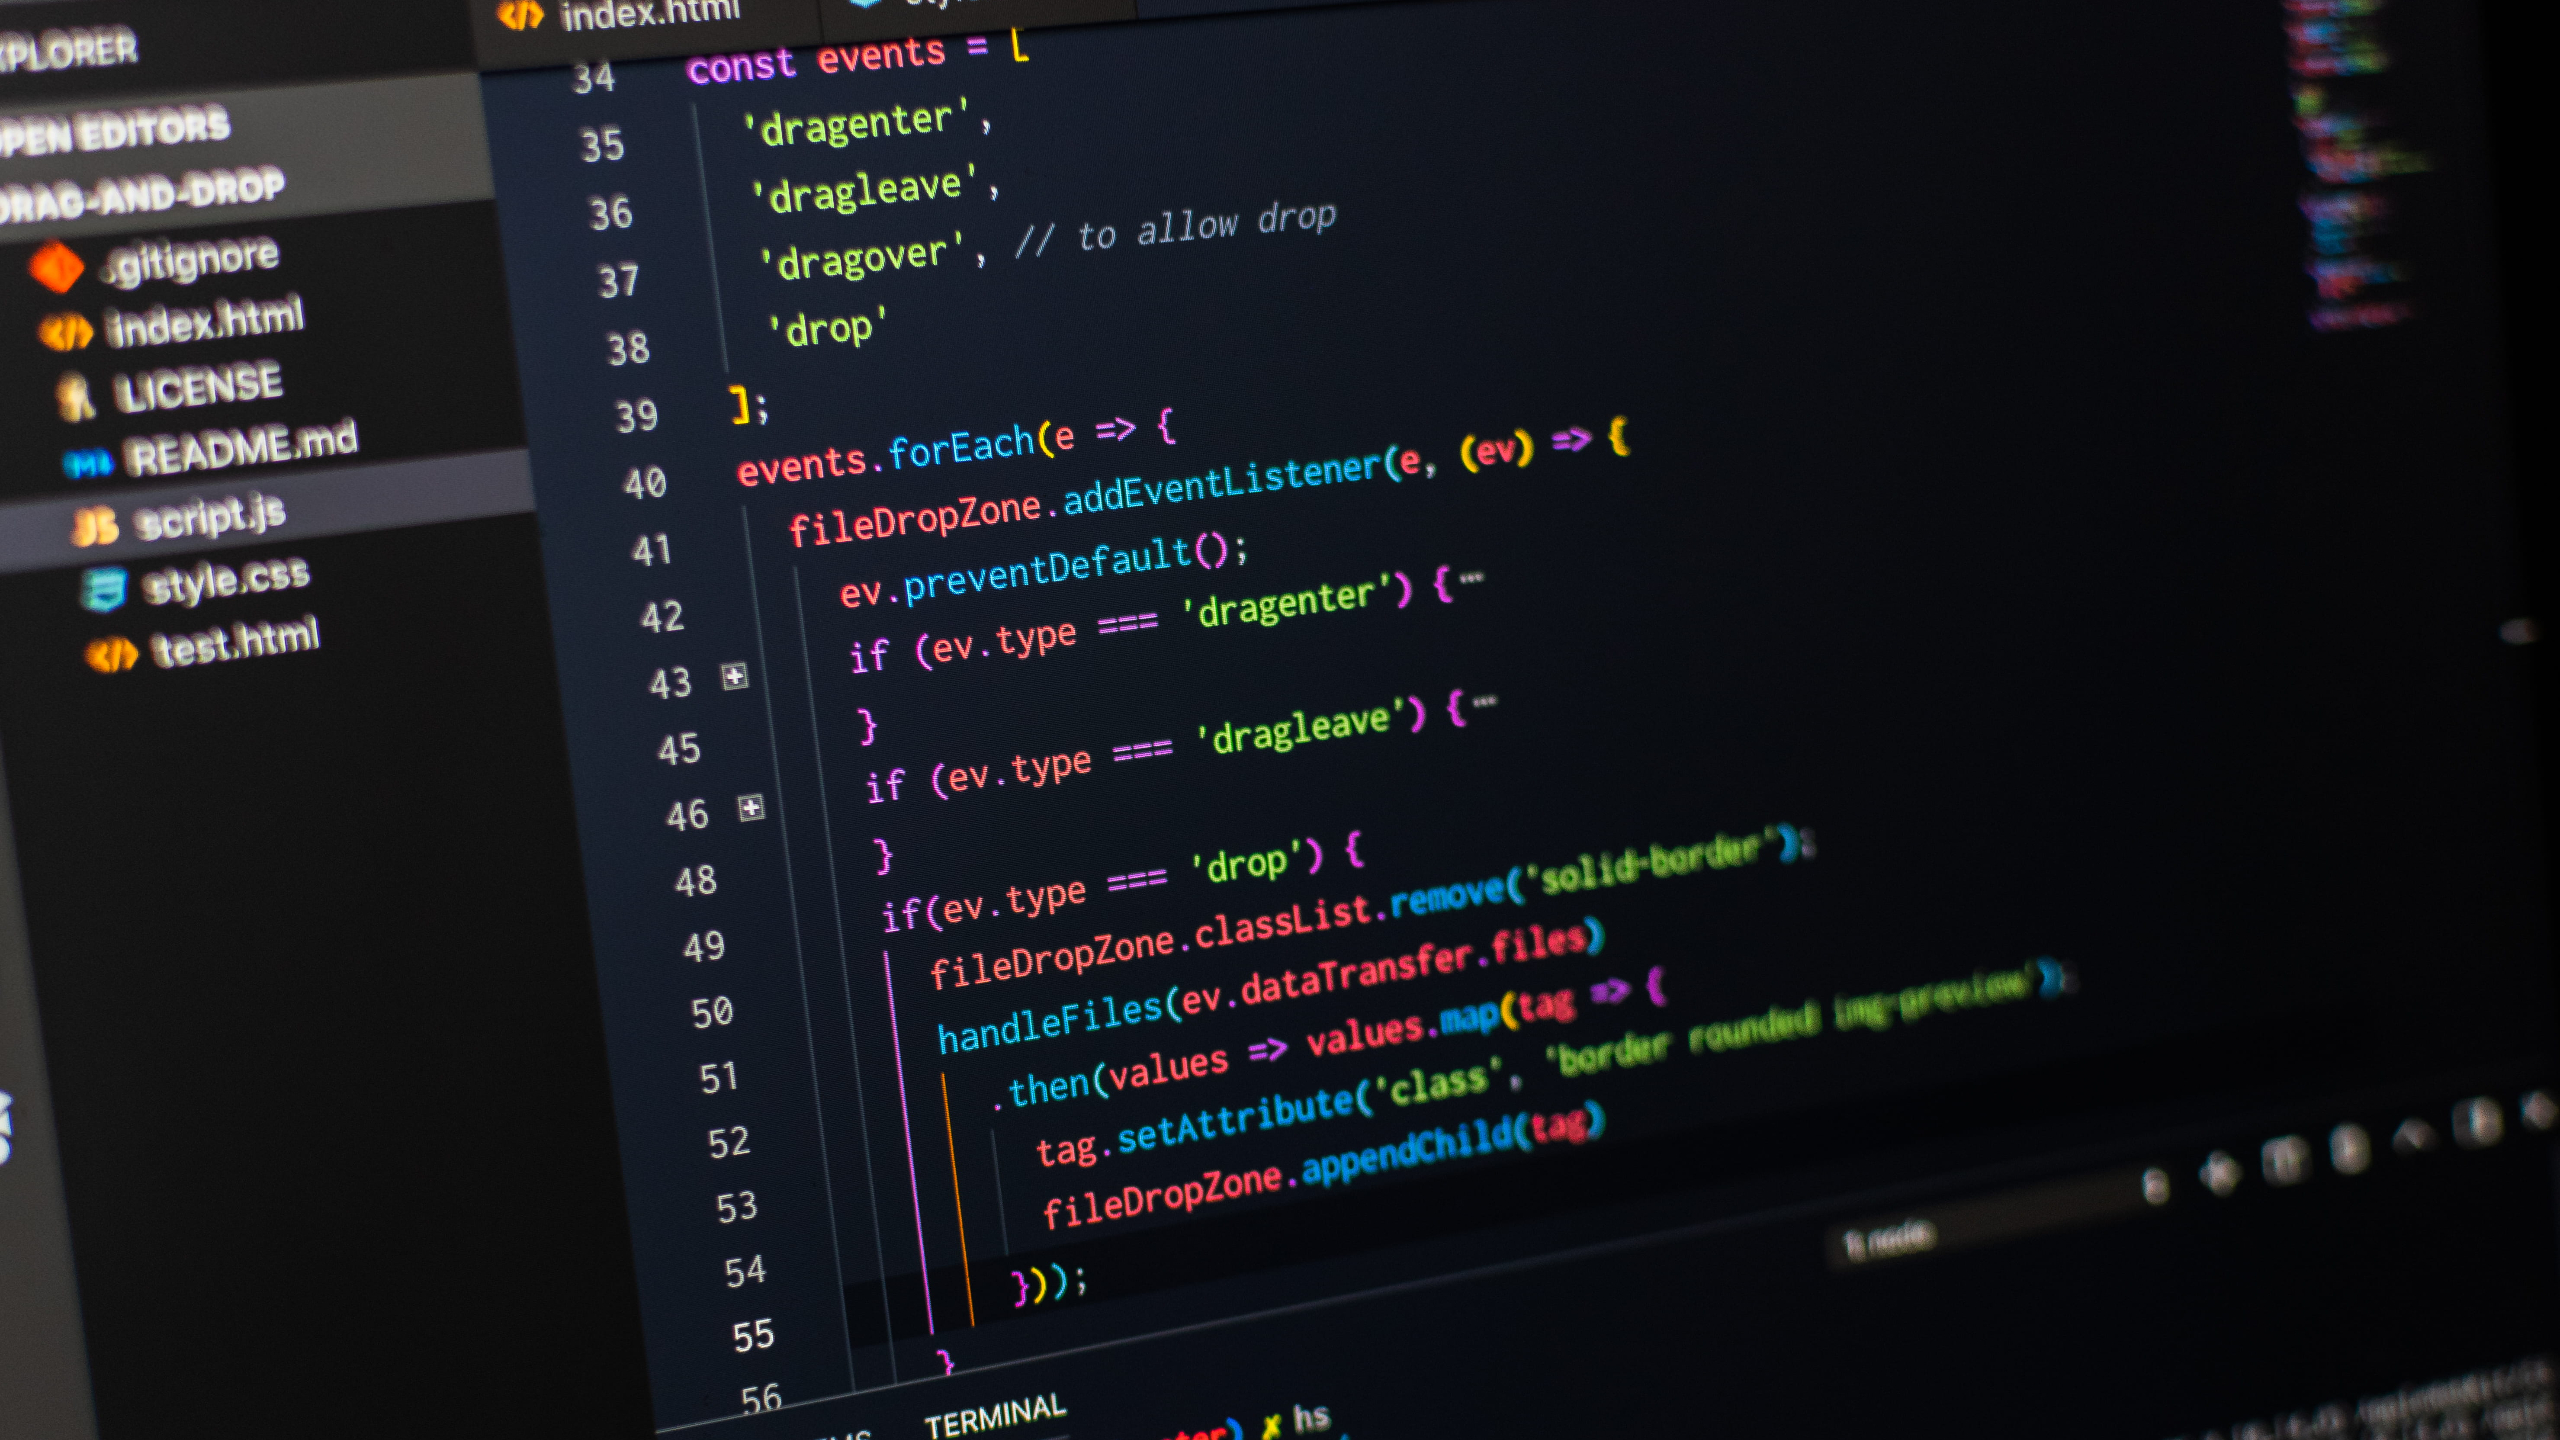 index.html
EXPLORER
OPEN EDITORS
DRAG-AND-DROP
.gitignore
index.html
LICENSE
README.md
JS script.js
style.css
test.html
34 const events = [
35 'dragenter',
36 'dragleave',
37 'dragover', // to allow drop
38 'drop'
39 ];
40 events.forEach(e => {
41 fileDropZone.addEventListener(e, (ev) => {
42 ev.preventDefault();
43 if (ev.type === 'dragenter') {…
45 }
46 if (ev.type === 'dragleave') {…
48 }
49 if(ev.type === 'drop') {
50 fileDropZone.classList.remove('solid-border');
51 handleFiles(ev.dataTransfer.files)
52 .then(values => values.map(tag => {
53 tag.setAttribute('class', 'border rounded img-preview');
54 fileDropZone.appendChild(tag)
55 }));
56 }
TERMINAL
node
✗ hs